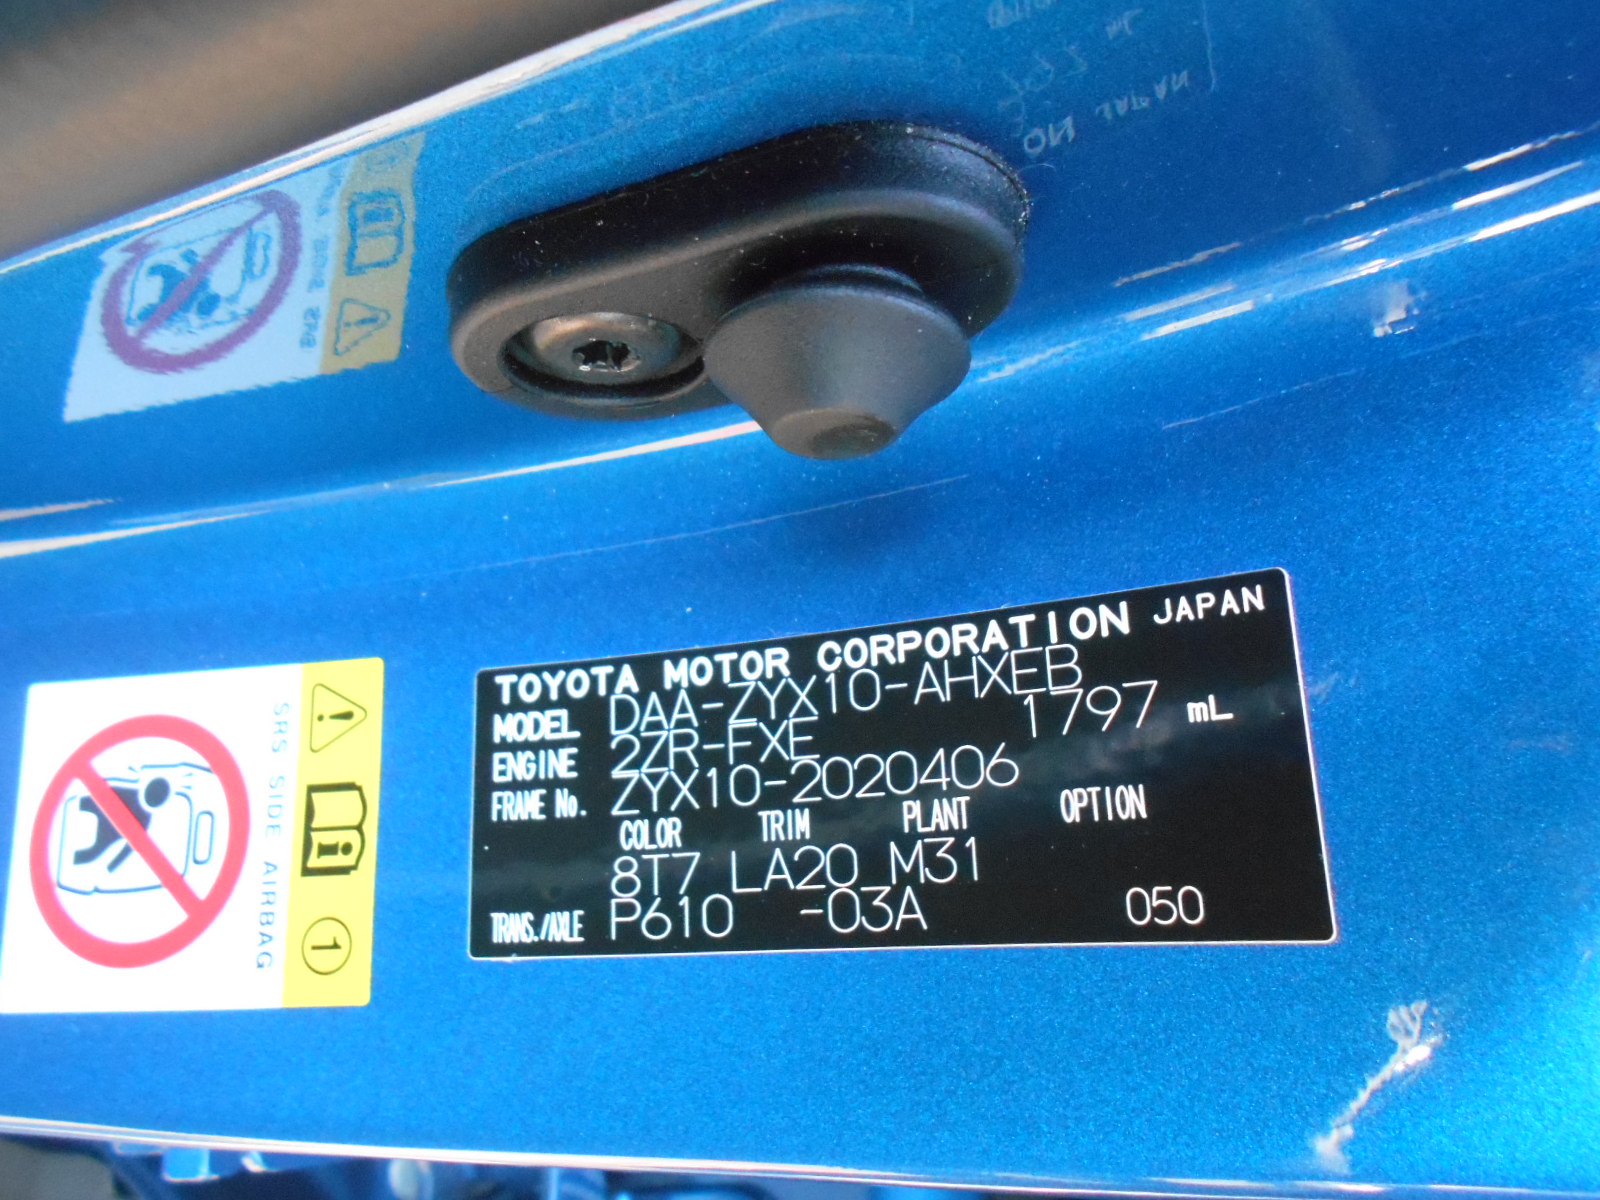 TOYOTA MOTOR CORPORATION JAPAN
MODEL DAA-ZYX10-AHXEB
ENGINE 2ZR-FXE 1797 mL
FRAME No. ZYX10-2020406
COLOR TRIM PLANT OPTION
8T7 LA20 M31
TRANS./AXLE P610 -03A 050
SRS SIDE AIRBAG
1